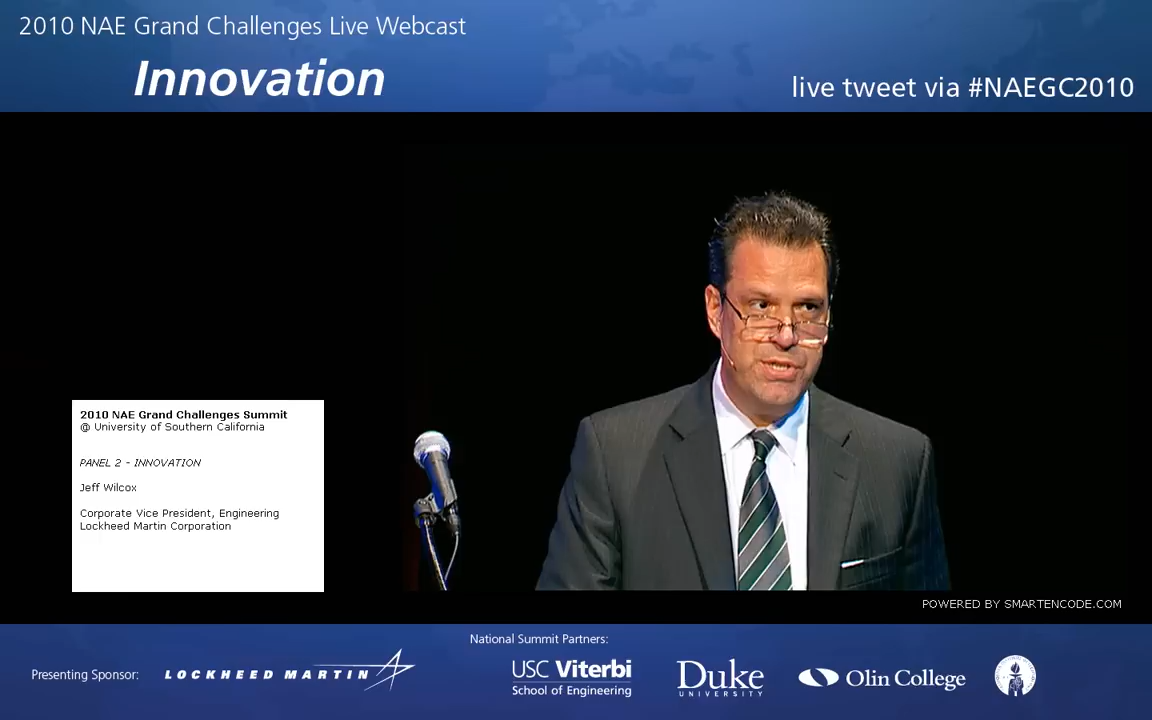 2010 NAE Grand Challenges Live Webcast
Innovation
live tweet via #NAEGC2010
2010 NAE Grand Challenges Summit
@ University of Southern California
PANEL 2 - INNOVATION
Jeff Wilcox
Corporate Vice President, Engineering
Lockheed Martin Corporation
POWERED BY SMARTENCODE.COM
National Summit Partners:
Presenting Sponsor:
LOCKHEED MARTIN
USC Viterbi
School of Engineering
Duke
UNIVERSITY
Olin College